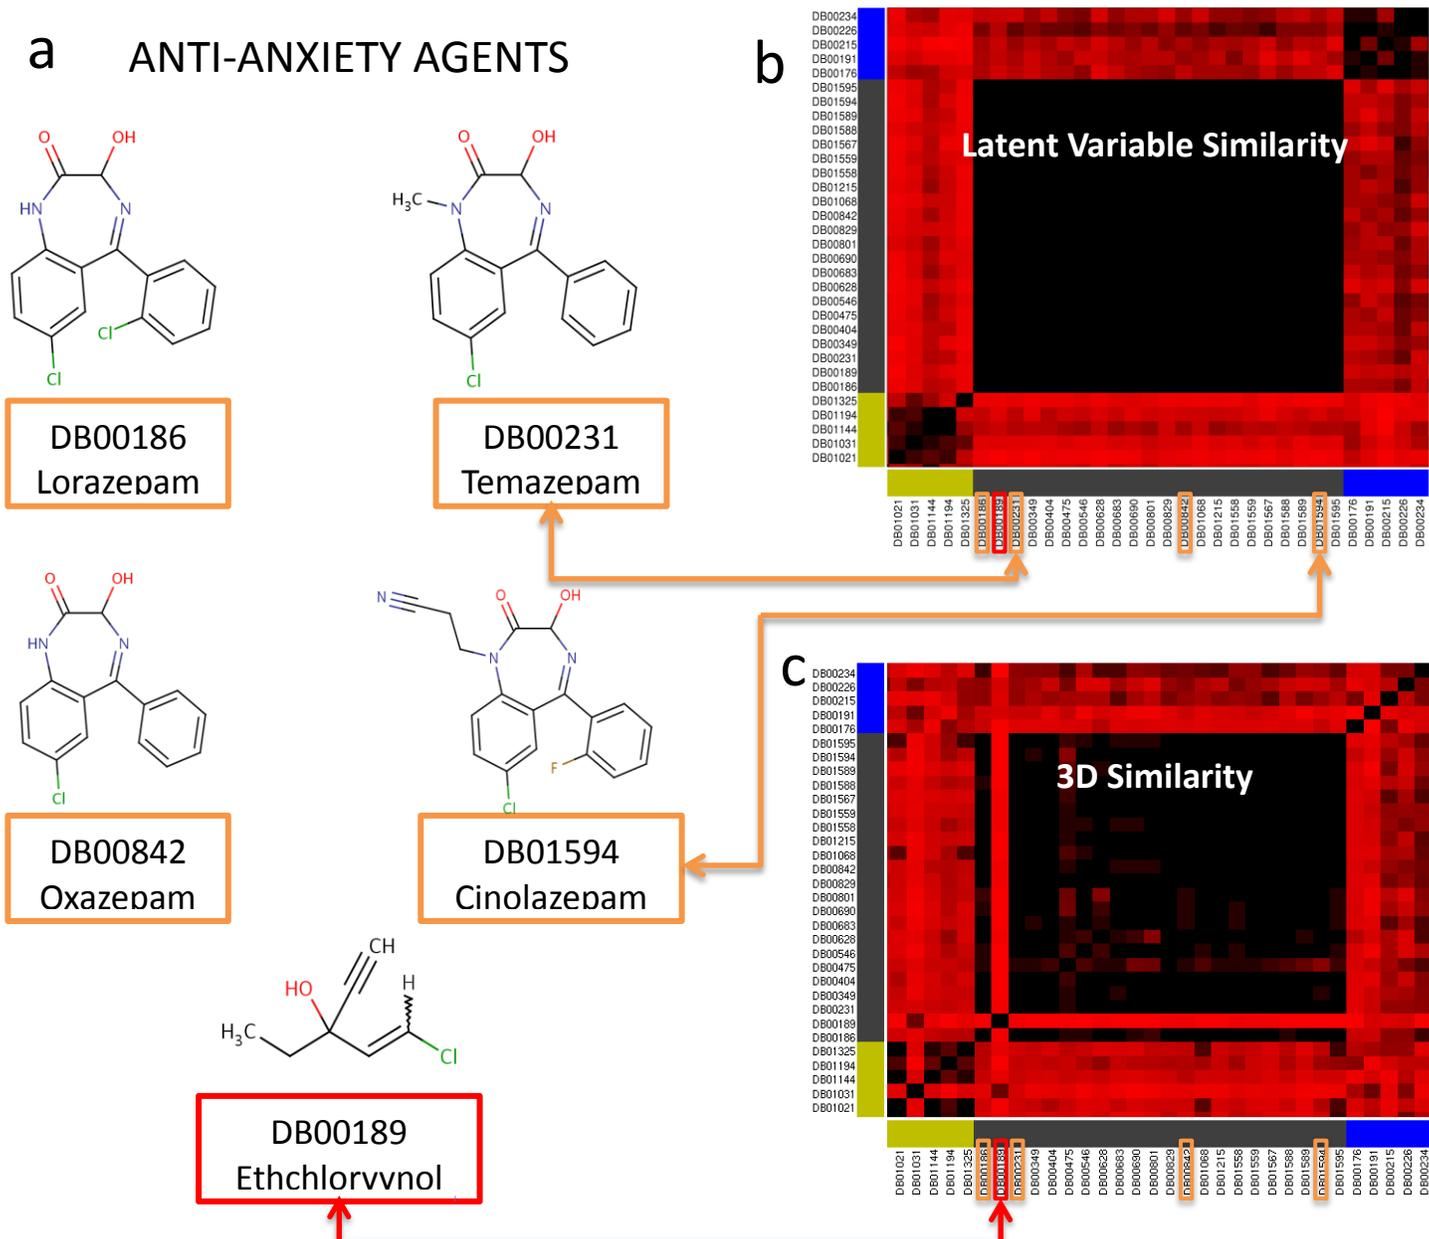 a
ANTI-ANXIETY AGENTS
O
OH
HN
N
Cl
Cl
DB00186
Lorazepam
O
OH
H3C
N
N
Cl
DB00231
Temazepam
O
OH
HN
N
Cl
DB00842
Oxazepam
N
O
OH
N
N
F
Cl
DB01594
Cinolazepam
CH
HO
H
H3C
Cl
DB00189
Ethchlorvynol
b
DB00234
DB00226
DB00215
DB00191
DB00176
DB01595
DB01594
DB01589
DB01588
DB01567
DB01559
DB01558
DB01215
DB01068
DB00842
DB00829
DB00801
DB00690
DB00683
DB00628
DB00546
DB00475
DB00404
DB00349
DB00231
DB00189
DB00186
DB01325
DB01194
DB01144
DB01031
DB01021
Latent Variable Similarity
DB01021
DB01031
DB01144
DB01194
DB01325
DB00186
DB00189
DB00231
DB00349
DB00404
DB00475
DB00546
DB00628
DB00683
DB00690
DB00801
DB00829
DB00842
DB01068
DB01215
DB01558
DB01559
DB01567
DB01588
DB01589
DB01594
DB01595
DB00176
DB00191
DB00215
DB00226
DB00234
c
DB00234
DB00226
DB00215
DB00191
DB00176
DB01595
DB01594
DB01589
DB01588
DB01567
DB01559
DB01558
DB01215
DB01068
DB00842
DB00829
DB00801
DB00690
DB00683
DB00628
DB00546
DB00475
DB00404
DB00349
DB00231
DB00189
DB00186
DB01325
DB01194
DB01144
DB01031
DB01021
3D Similarity
DB01021
DB01031
DB01144
DB01194
DB01325
DB00186
DB00189
DB00231
DB00349
DB00404
DB00475
DB00546
DB00628
DB00683
DB00690
DB00801
DB00829
DB00842
DB01068
DB01215
DB01558
DB01559
DB01567
DB01588
DB01589
DB01594
DB01595
DB00176
DB00191
DB00215
DB00226
DB00234